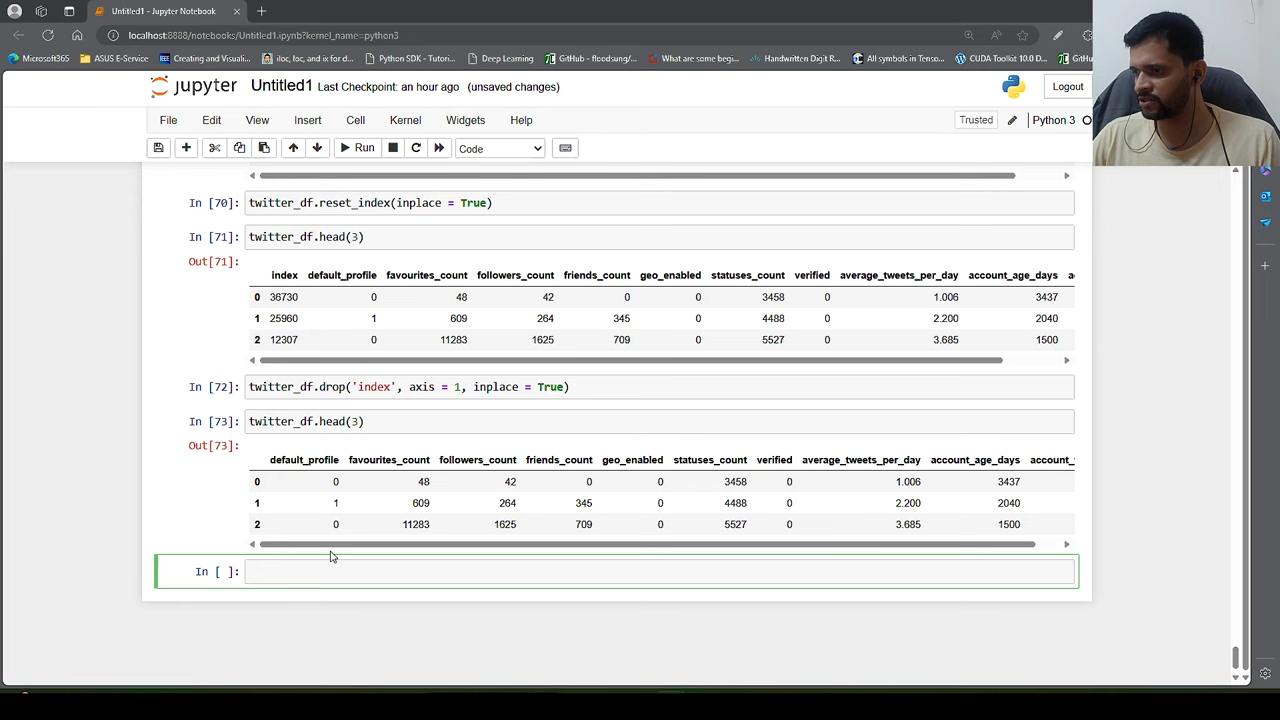 Untitled1 - Jupyter Notebook
localhost:8888/notebooks/Untitled1.ipynb?kernel_name=python3
Microsoft365
ASUS E-Service
Creating and Visuali...
iloc, loc, and ix for d...
Python SDK - Tutori...
Deep Learning
GitHub - floodsung/...
What are some begi...
Handwritten Digit R...
All symbols in Tenso...
CUDA Toolkit 10.0 D...
GitHu
jupyter Untitled1 Last Checkpoint: an hour ago (unsaved changes)
Logout
File Edit View Insert Cell Kernel Widgets Help
Trusted
Python 3
Run
Code
In [70]: twitter_df.reset_index(inplace = True)
In [71]: twitter_df.head(3)
Out[71]:
index default_profile favourites_count followers_count friends_count geo_enabled statuses_count verified average_tweets_per_day account_age_days a
0 36730 0 48 42 0 0 3458 0 1.006 3437
1 25960 1 609 264 345 0 4488 0 2.200 2040
2 12307 0 11283 1625 709 0 5527 0 3.685 1500
In [72]: twitter_df.drop('index', axis = 1, inplace = True)
In [73]: twitter_df.head(3)
Out[73]:
default_profile favourites_count followers_count friends_count geo_enabled statuses_count verified average_tweets_per_day account_age_days account_
0 0 48 42 0 0 3458 0 1.006 3437
1 1 609 264 345 0 4488 0 2.200 2040
2 0 11283 1625 709 0 5527 0 3.685 1500
In [ ]: